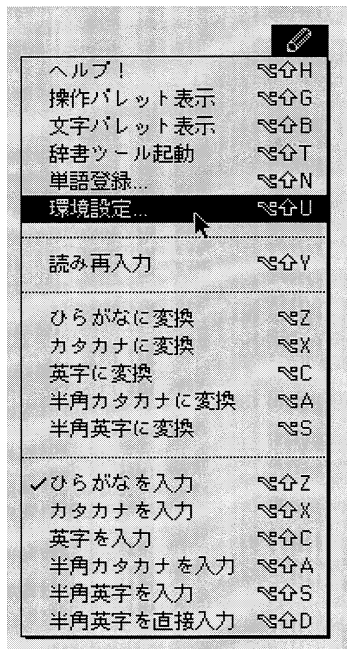 ヘルプ！ ⌥⇧H
操作パレット表示 ⌥⇧G
文字パレット表示 ⌥⇧B
辞書ツール起動 ⌥⇧T
単語登録... ⌥⇧N
環境設定... ⌥⇧U
読み再入力 ⌥⇧Y
ひらがなに変換 ⌥Z
カタカナに変換 ⌥X
英字に変換 ⌥C
半角カタカナに変換 ⌥A
半角英字に変換 ⌥S
✓ひらがなを入力 ⌥⇧Z
カタカナを入力 ⌥⇧X
英字を入力 ⌥⇧C
半角カタカナを入力 ⌥⇧A
半角英字を入力 ⌥⇧S
半角英字を直接入力 ⌥⇧D